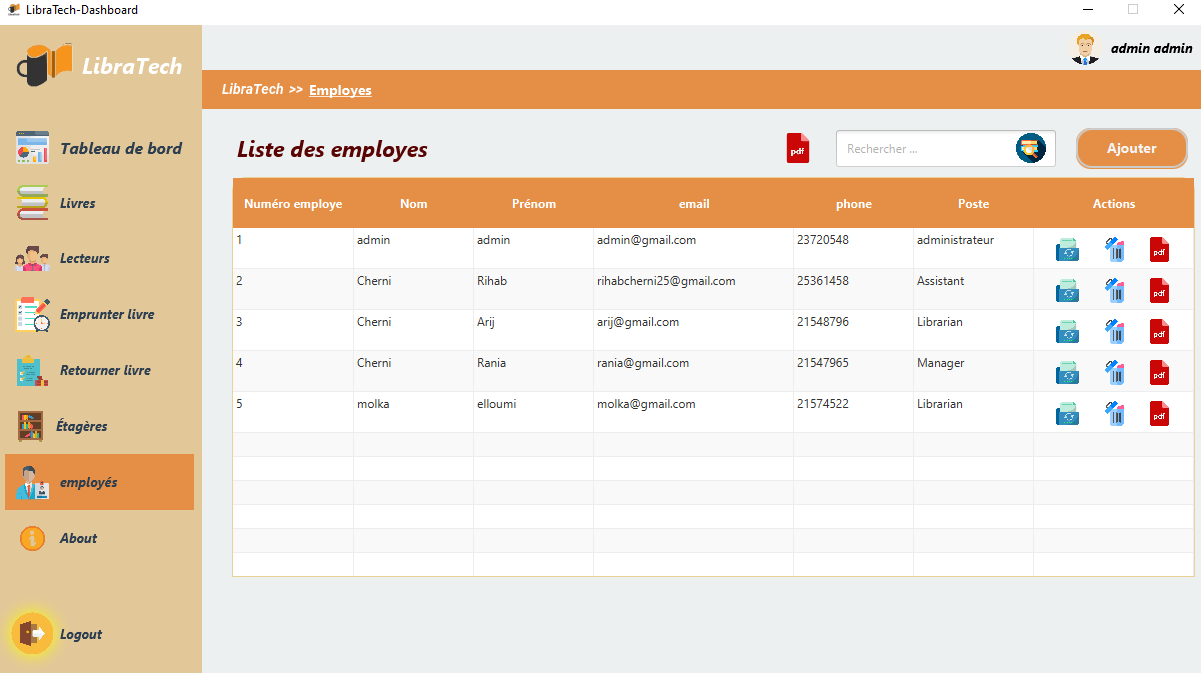 LibraTech-Dashboard
LibraTech
admin admin
LibraTech >> Employes
Tableau de bord
Livres
Lecteurs
Emprunter livre
Retourner livre
Étagères
employés
About
Logout
Liste des employes
pdf
Rechercher ...
Ajouter
Numéro employe Nom Prénom email phone Poste Actions
1 admin admin admin@gmail.com 23720548 administrateur pdf
2 Cherni Rihab rihabcherni25@gmail.com 25361458 Assistant pdf
3 Cherni Arij arij@gmail.com 21548796 Librarian pdf
4 Cherni Rania rania@gmail.com 21547965 Manager pdf
5 molka elloumi molka@gmail.com 21574522 Librarian pdf